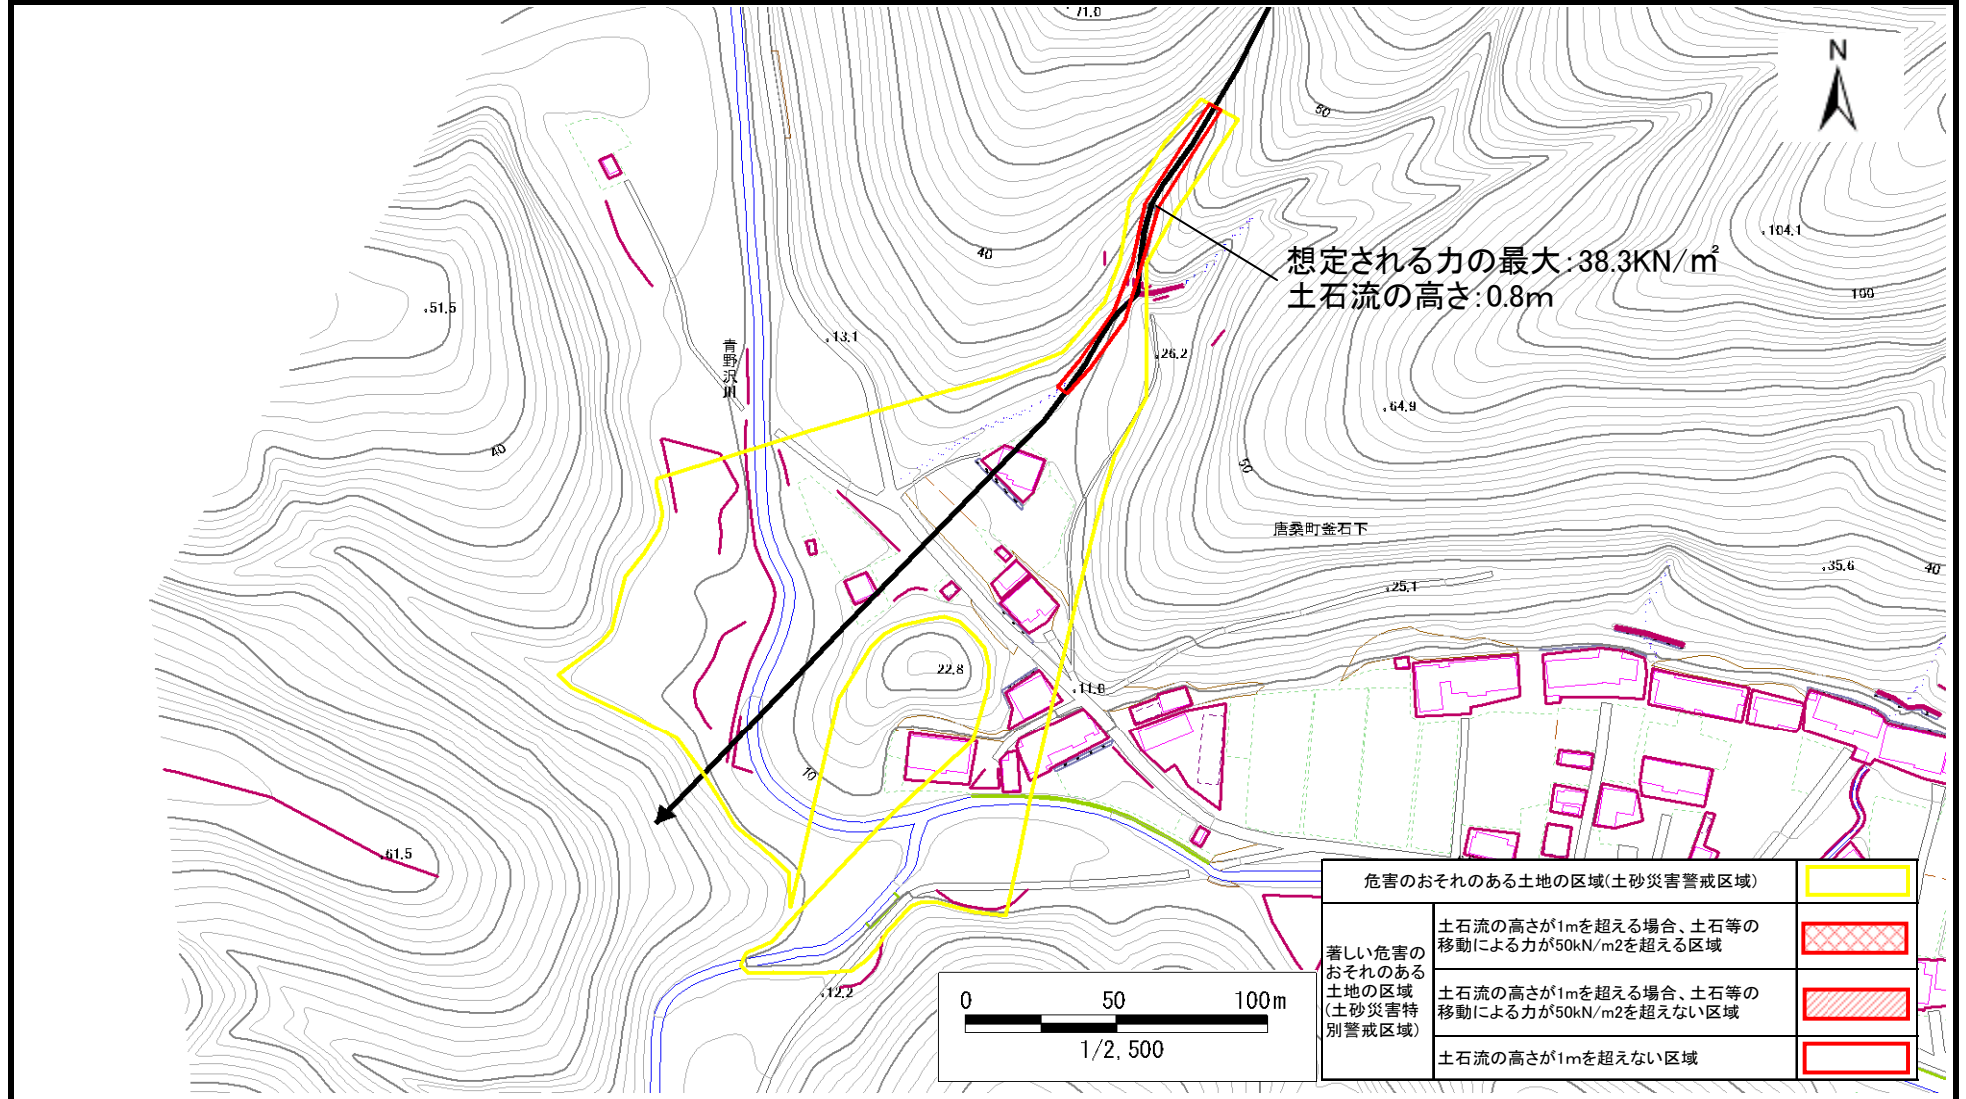 71.0
N
50
104.1
40
想定される力の最大:38.3KN/㎡
土石流の高さ:0.8m
100
51.5
13.1
青野沢川
26.2
64.9
40
50
唐桑町釜石下
35.6
40
25.1
22.8
11.8
10
61.5
12.2
危害のおそれのある土地の区域(土砂災害警戒区域)
著しい危害の
おそれのある
土地の区域
(土砂災害特
別警戒区域)
土石流の高さが1mを超える場合、土石等の
移動による力が50kN/m2を超える区域
土石流の高さが1mを超える場合、土石等の
移動による力が50kN/m2を超えない区域
土石流の高さが1mを超えない区域
0 50 100m
1/2,500